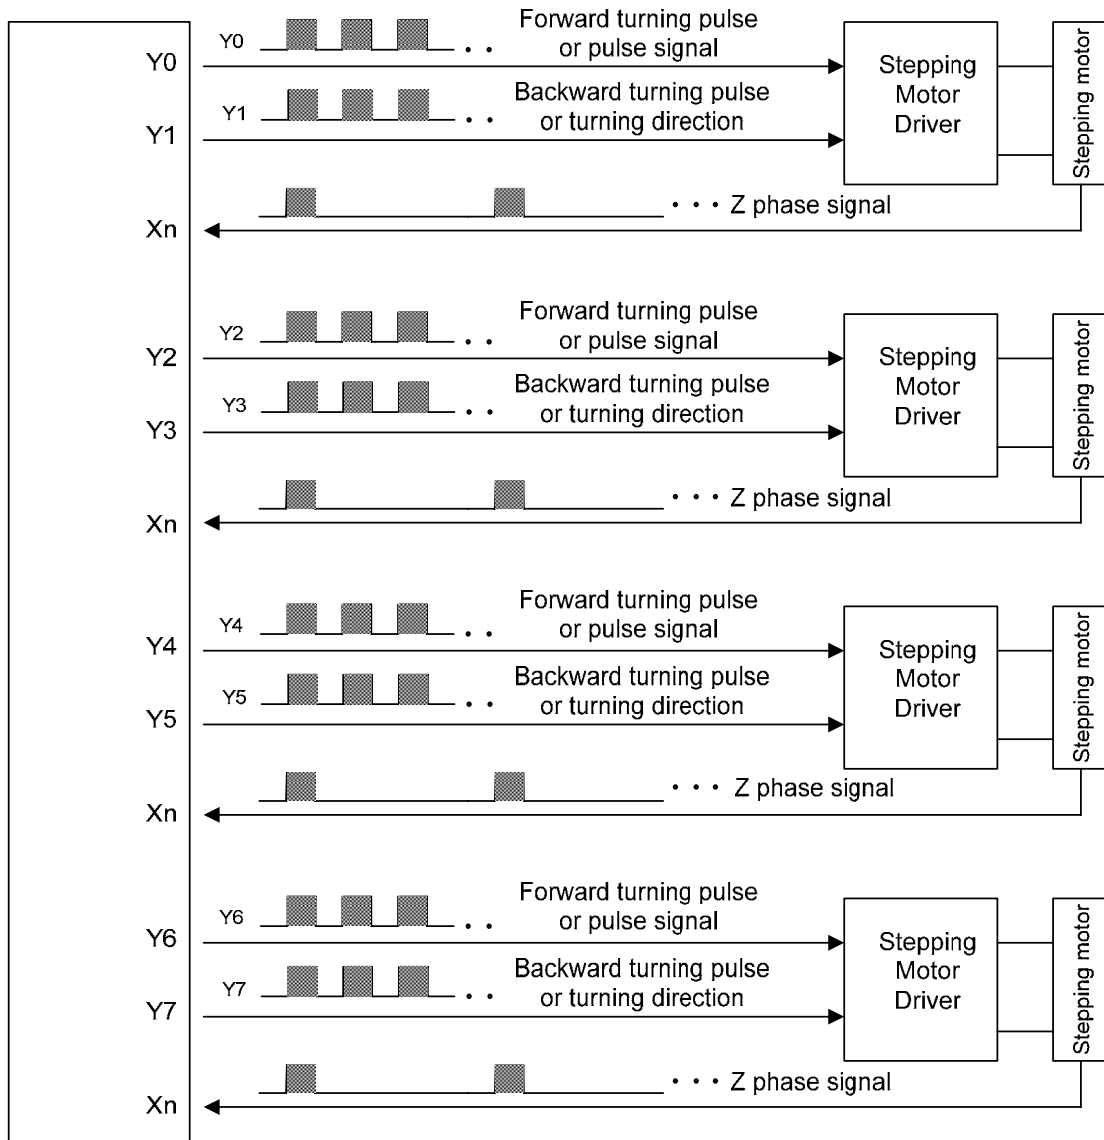 Y0
Y0
Forward turning pulse
or pulse signal
Y1
Y1
Backward turning pulse
or turning direction
Stepping
Motor
Driver
Stepping motor
Xn
· · · Z phase signal
Y2
Y2
Forward turning pulse
or pulse signal
Y3
Y3
Backward turning pulse
or turning direction
Stepping
Motor
Driver
Stepping motor
Xn
· · · Z phase signal
Y4
Y4
Forward turning pulse
or pulse signal
Y5
Y5
Backward turning pulse
or turning direction
Stepping
Motor
Driver
Stepping motor
Xn
· · · Z phase signal
Y6
Y6
Forward turning pulse
or pulse signal
Y7
Y7
Backward turning pulse
or turning direction
Stepping
Motor
Driver
Stepping motor
Xn
· · · Z phase signal